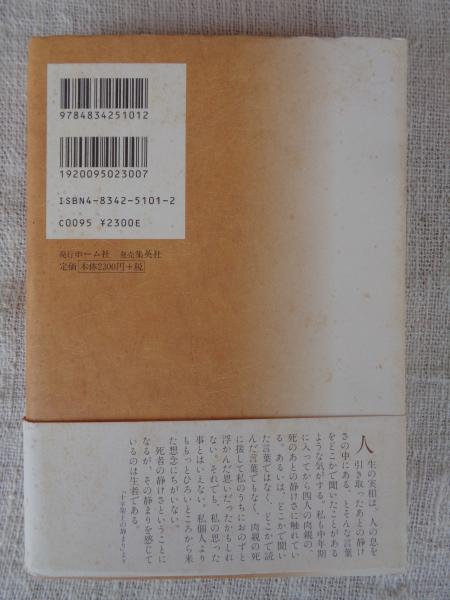 9784834251012
1920095023007
ISBN4-8342-5101-2
C0095 ¥2300E
発行ホーム社 発売集英社
定価 本体2300円+税
人生の実相は、人の息を
引き取ったあとの静け
さの中にある、とそんな言葉
をどこかで聞いたことがある
ような気がする。私も中年期
に入ってから四人の肉親の、
死のあとの静けさに触れてい
る。あるいは、どこかで聞い
た言葉ではなく、どこかで読
んだ言葉でもなく、肉親の死
に接して私のうちにおのずと
浮かんだ思いだったかもしれ
ない。それでも、私の思った
事とはいえない。私個人より
ももっとひろいところから来
た想念にちがいない。
死者の静けさということに
なるが、その静まりを感じて
いるのは生者である。